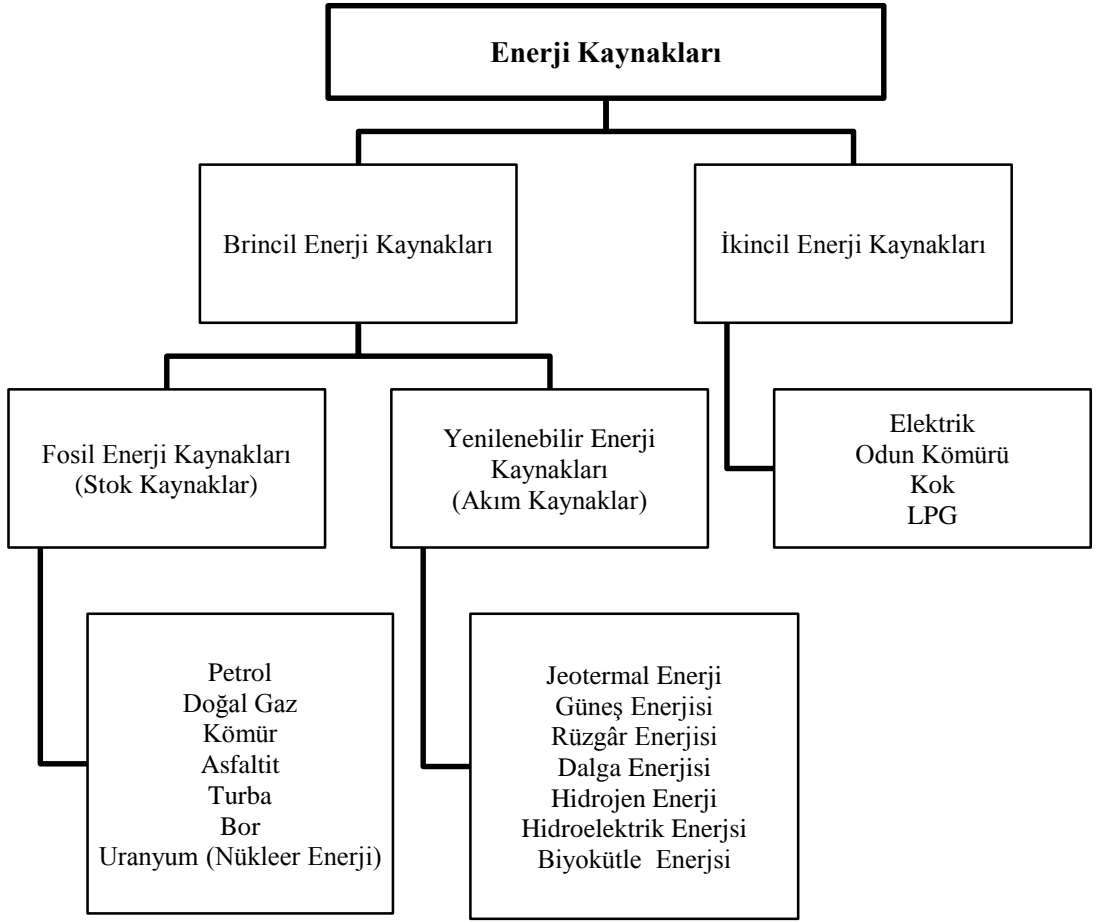 Enerji Kaynakları
Brincil Enerji Kaynakları
İkincil Enerji Kaynakları
Fosil Enerji Kaynakları
(Stok Kaynaklar)
Yenilenebilir Enerji
Kaynakları
(Akım Kaynaklar)
Elektrik
Odun Kömürü
Kok
LPG
Petrol
Doğal Gaz
Kömür
Asfaltit
Turba
Bor
Uranyum (Nükleer Enerji)
Jeotermal Enerji
Güneş Enerjisi
Rüzgâr Enerjisi
Dalga Enerjisi
Hidrojen Enerji
Hidroelektrik Enerjsi
Biyokütle  Enerjsi